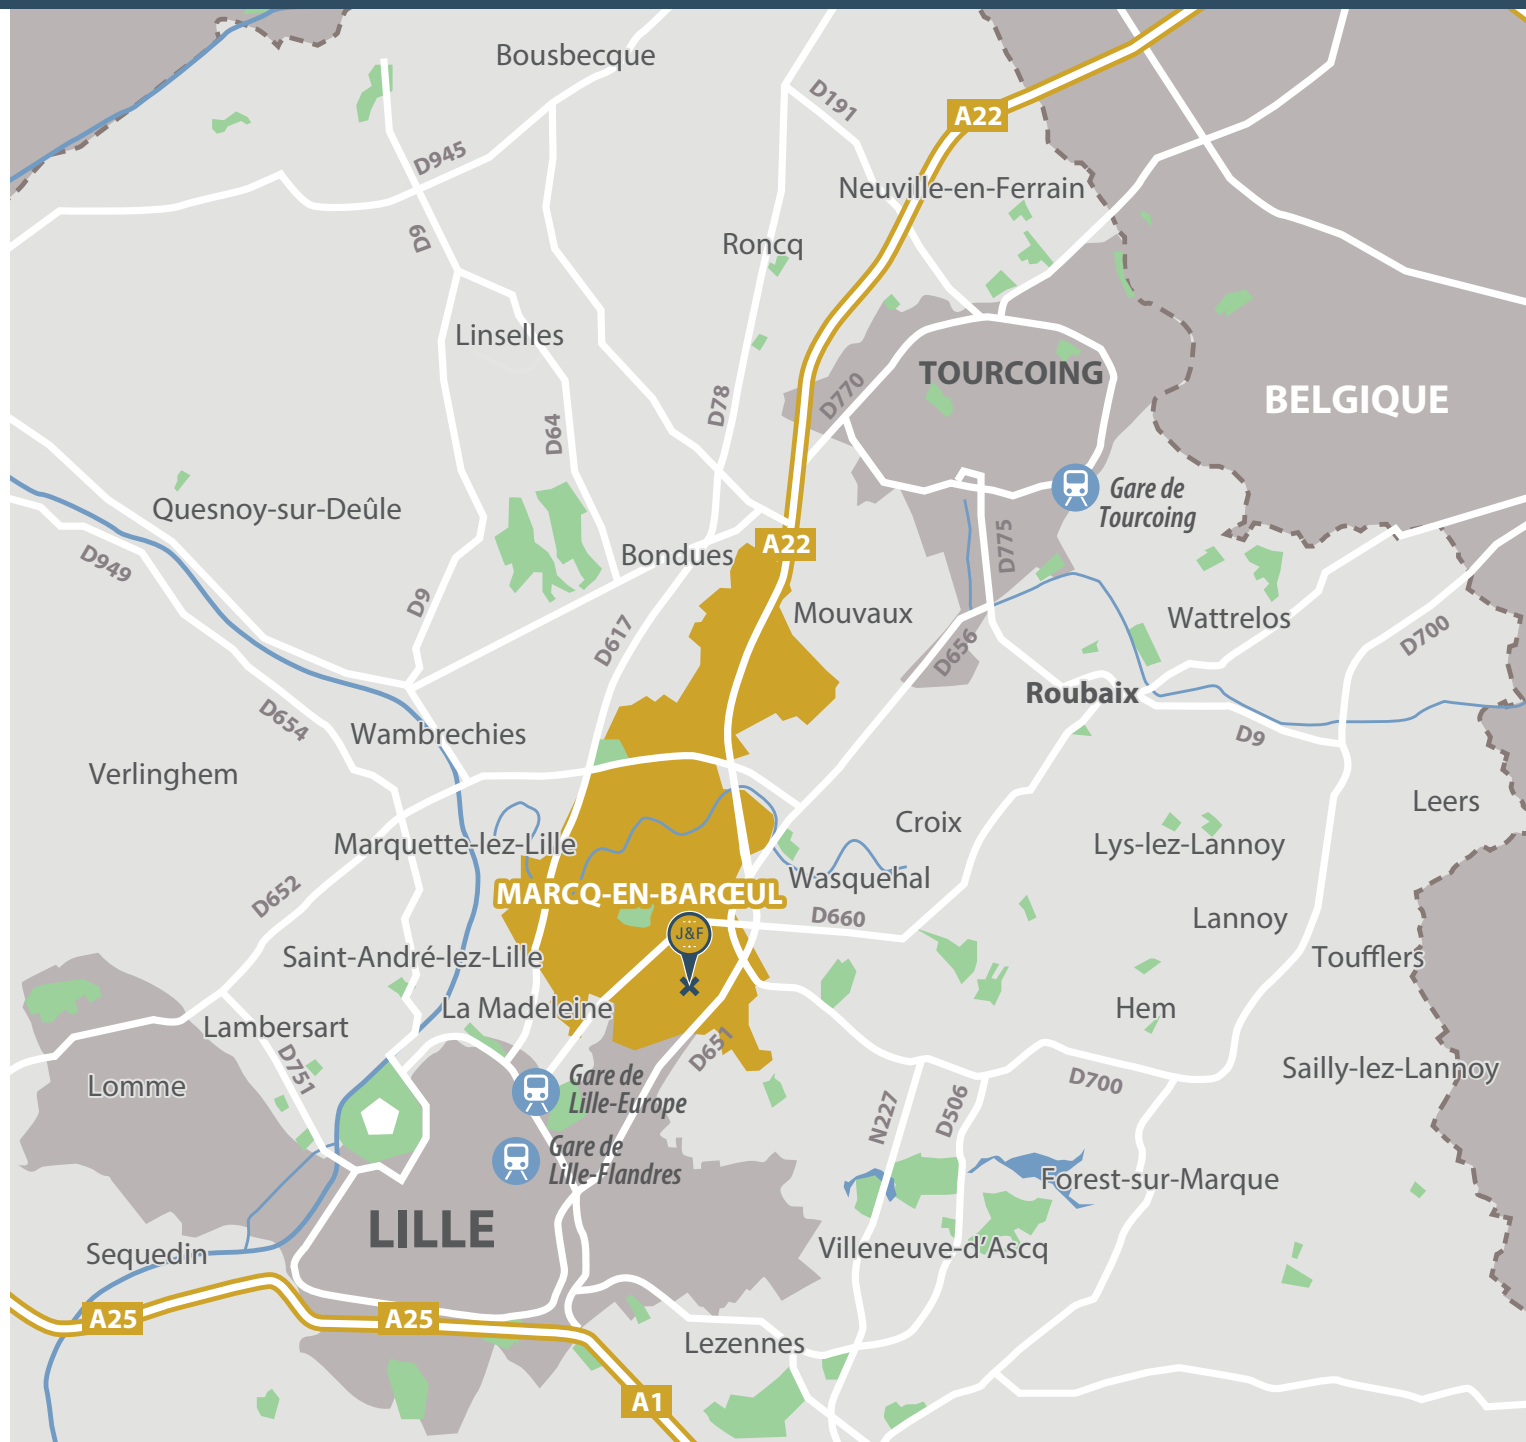 Bousbecque
D191
A22
D945
Neuville-en-Ferrain
D9
Roncq
Linselles
TOURCOING
D770
BELGIQUE
D78
D64
Gare de
Tourcoing
Quesnoy-sur-Deûle
D775
A22
Bondues
D949
D9
Mouvaux
Wattrelos
D617
D656
D700
Roubaix
D654
Wambrechies
D9
Verlinghem
Leers
Croix
Marquette-lez-Lille
Lys-lez-Lannoy
Wasquehal
MARCQ-EN-BARŒUL
D652
D660
Lannoy
J&F
Saint-André-lez-Lille
Toufflers
La Madeleine
Hem
Lambersart
D651
D751
Sailly-lez-Lannoy
Lomme
Gare de
Lille-Europe
D700
N227
D506
Gare de
Lille-Flandres
Forest-sur-Marque
LILLE
Sequedin
Villeneuve-d'Ascq
A25
A25
Lezennes
A1